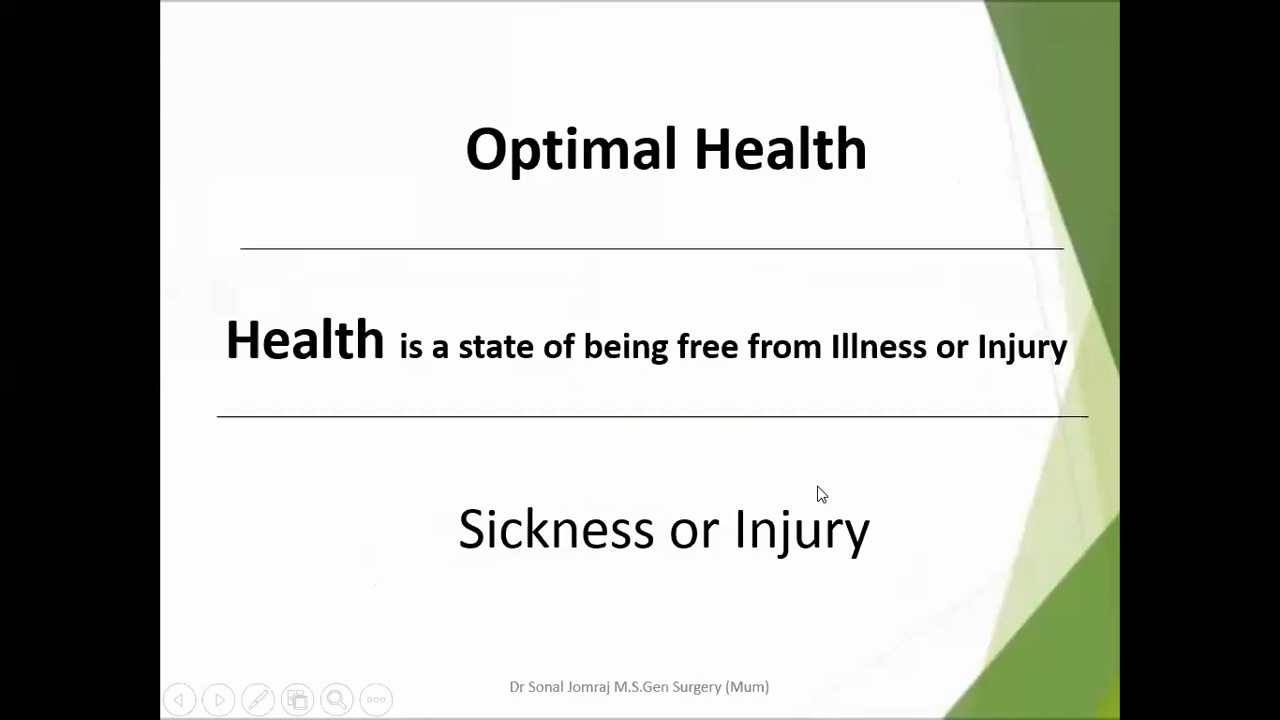 Optimal Health
Health is a state of being free from Illness or Injury
Sickness or Injury
Dr Sonal Jomraj M.S.Gen Surgery (Mum)